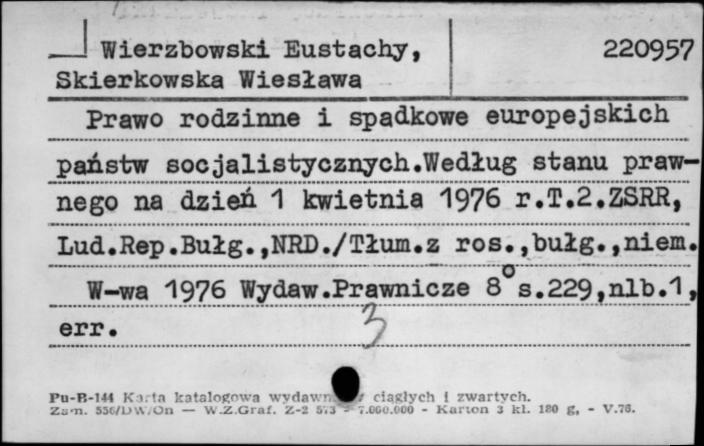 Wierzbowski Eustachy, 220957
Skierkowska Wiesława
Prawo rodzinne i spadkowe europejskich
państw socjalistycznych.Według stanu praw-
nego na dzień 1 kwietnia 1976 r.T.2.ZSRR,
Lud.Rep.Bułg.,NRD./Tłum.z ros.,bułg.,niem.
W-wa 1976 Wydaw.Prawnicze 8° s.229,nlb.1,
err.
3
Pu-B-144 Karta katalogowa wydawn ciągłych i zwartych.
Zam. 556/DW/On — W.Z.Graf. Z-2 573 - 7.000.000 - Karton 3 kl. 180 g, - V.76.